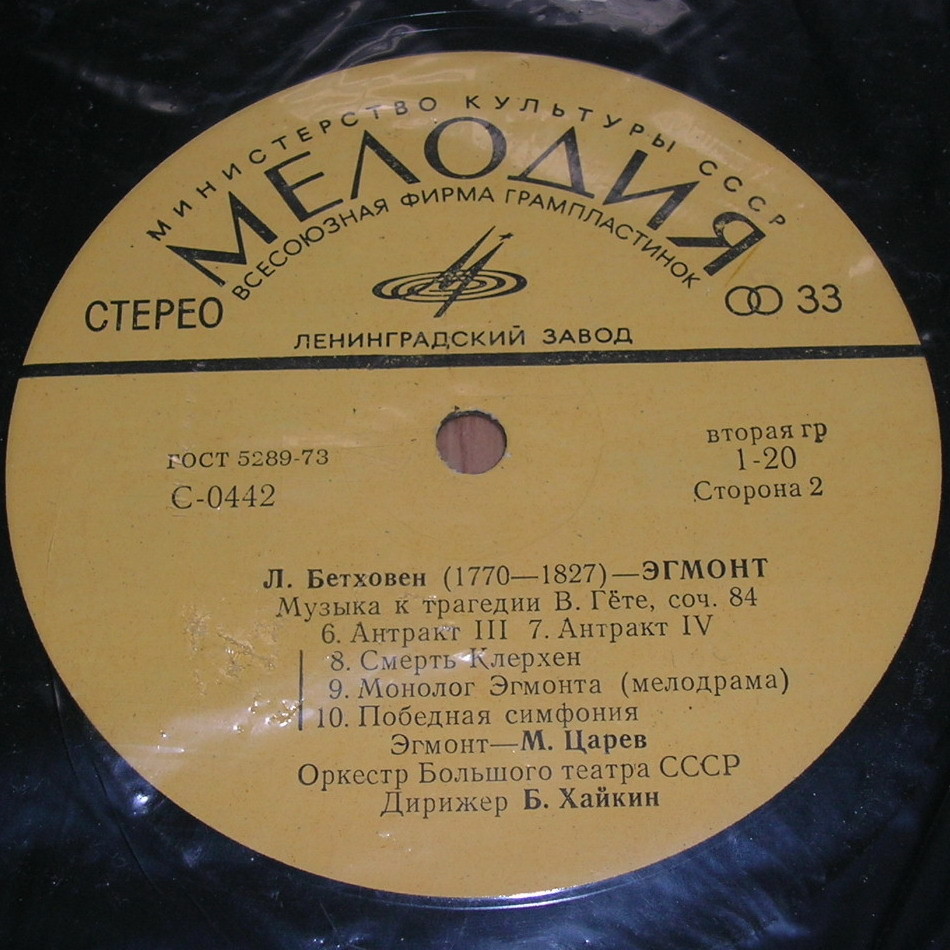 МИНИСТЕРСТВО КУЛЬТУРЫ СССР
МЕЛОДИЯ
ВСЕСОЮЗНАЯ ФИРМА ГРАМПЛАСТИНОК
СТЕРЕО
33
ЛЕНИНГРАДСКИЙ ЗАВОД
ГОСТ 5289-73
С-0442
вторая гр
1-20
Сторона 2
Л. Бетховен (1770—1827)—ЭГМОНТ
Музыка к трагедии В. Гёте, соч. 84
6. Антракт III 7. Антракт IV
8. Смерть Клерхен
9. Монолог Эгмонта (мелодрама)
10. Победная симфония
Эгмонт—М. Царев
Оркестр Большого театра СССР
Дирижер Б. Хайкин